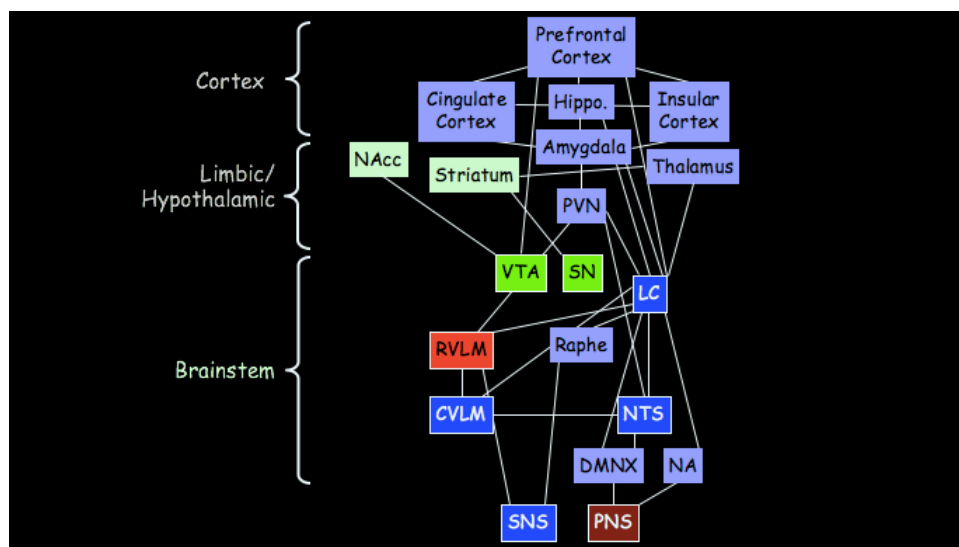 Prefrontal
Cortex
Cortex
Cingulate
Cortex
Hippo.
Insular
Cortex
Amygdala
NAcc
Striatum
Thalamus
Limbic/
Hypothalamic
PVN
VTA
SN
LC
RVLM
Raphe
Brainstem
CVLM
NTS
DMNX
NA
SNS
PNS